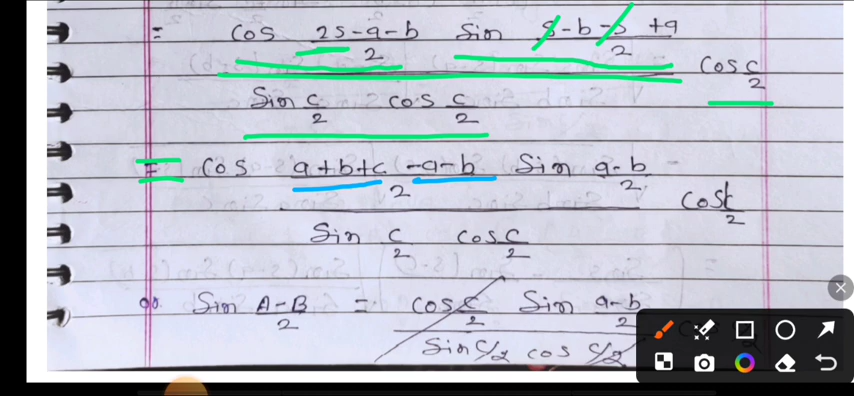 = cos 2s-a-b/2 sin s-b-s+a/2
cos c/2
sin c/2 cos c/2
= cos a+b+c-a-b/2 sin a-b/2
cos c/2
sin c/2 cos c/2
∴ sin A-B/2 = cos c/2 sin a-b/2
sin c/2 cos c/2